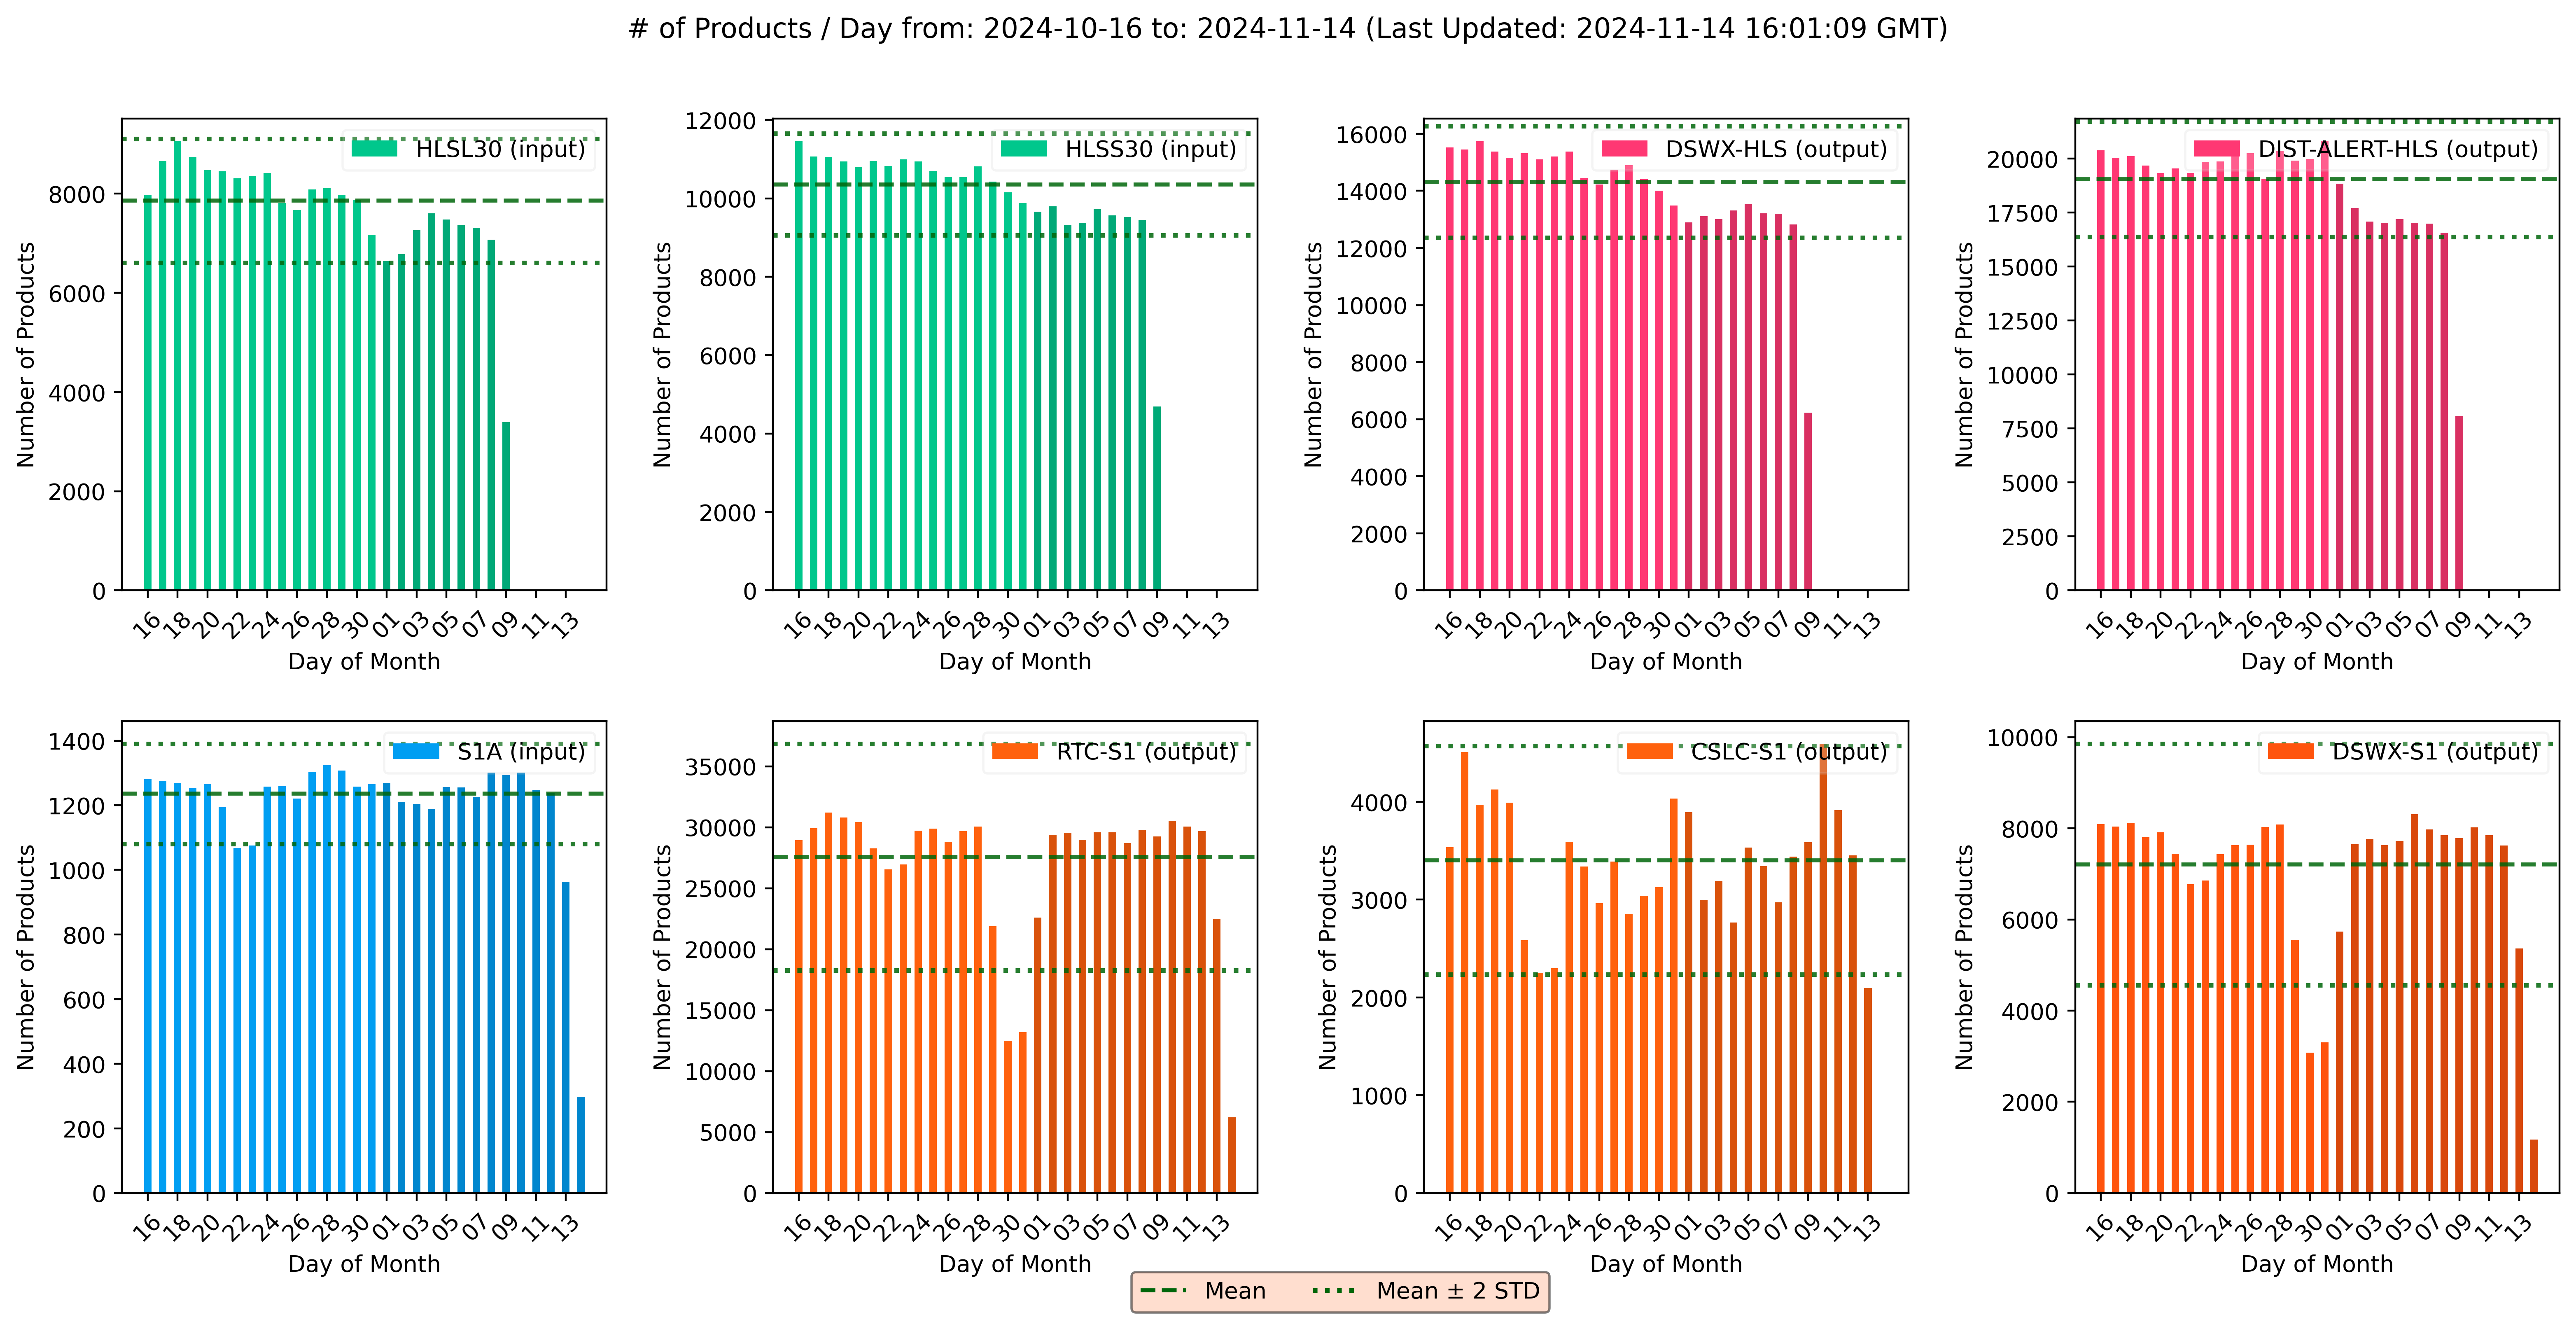 # of Products / Day from: 2024-10-16 to: 2024-11-14 (Last Updated: 2024-11-14 16:01:09 GMT)
HLSL30 (input)
Number of Products
8000
6000
4000
2000
0
16 18 20 22 24 26 28 30 01 03 05 07 09 11 13
Day of Month
HLSS30 (input)
Number of Products
12000
10000
8000
6000
4000
2000
0
16 18 20 22 24 26 28 30 01 03 05 07 09 11 13
Day of Month
DSWX-HLS (output)
Number of Products
16000
14000
12000
10000
8000
6000
4000
2000
0
16 18 20 22 24 26 28 30 01 03 05 07 09 11 13
Day of Month
DIST-ALERT-HLS (output)
Number of Products
20000
17500
15000
12500
10000
7500
5000
2500
0
16 18 20 22 24 26 28 30 01 03 05 07 09 11 13
Day of Month
S1A (input)
Number of Products
1400
1200
1000
800
600
400
200
0
16 18 20 22 24 26 28 30 01 03 05 07 09 11 13
Day of Month
RTC-S1 (output)
Number of Products
35000
30000
25000
20000
15000
10000
5000
0
16 18 20 22 24 26 28 30 01 03 05 07 09 11 13
Day of Month
CSLC-S1 (output)
Number of Products
4000
3000
2000
1000
0
16 18 20 22 24 26 28 30 01 03 05 07 09 11 13
Day of Month
DSWX-S1 (output)
Number of Products
10000
8000
6000
4000
2000
0
16 18 20 22 24 26 28 30 01 03 05 07 09 11 13
Day of Month
Mean Mean ± 2 STD